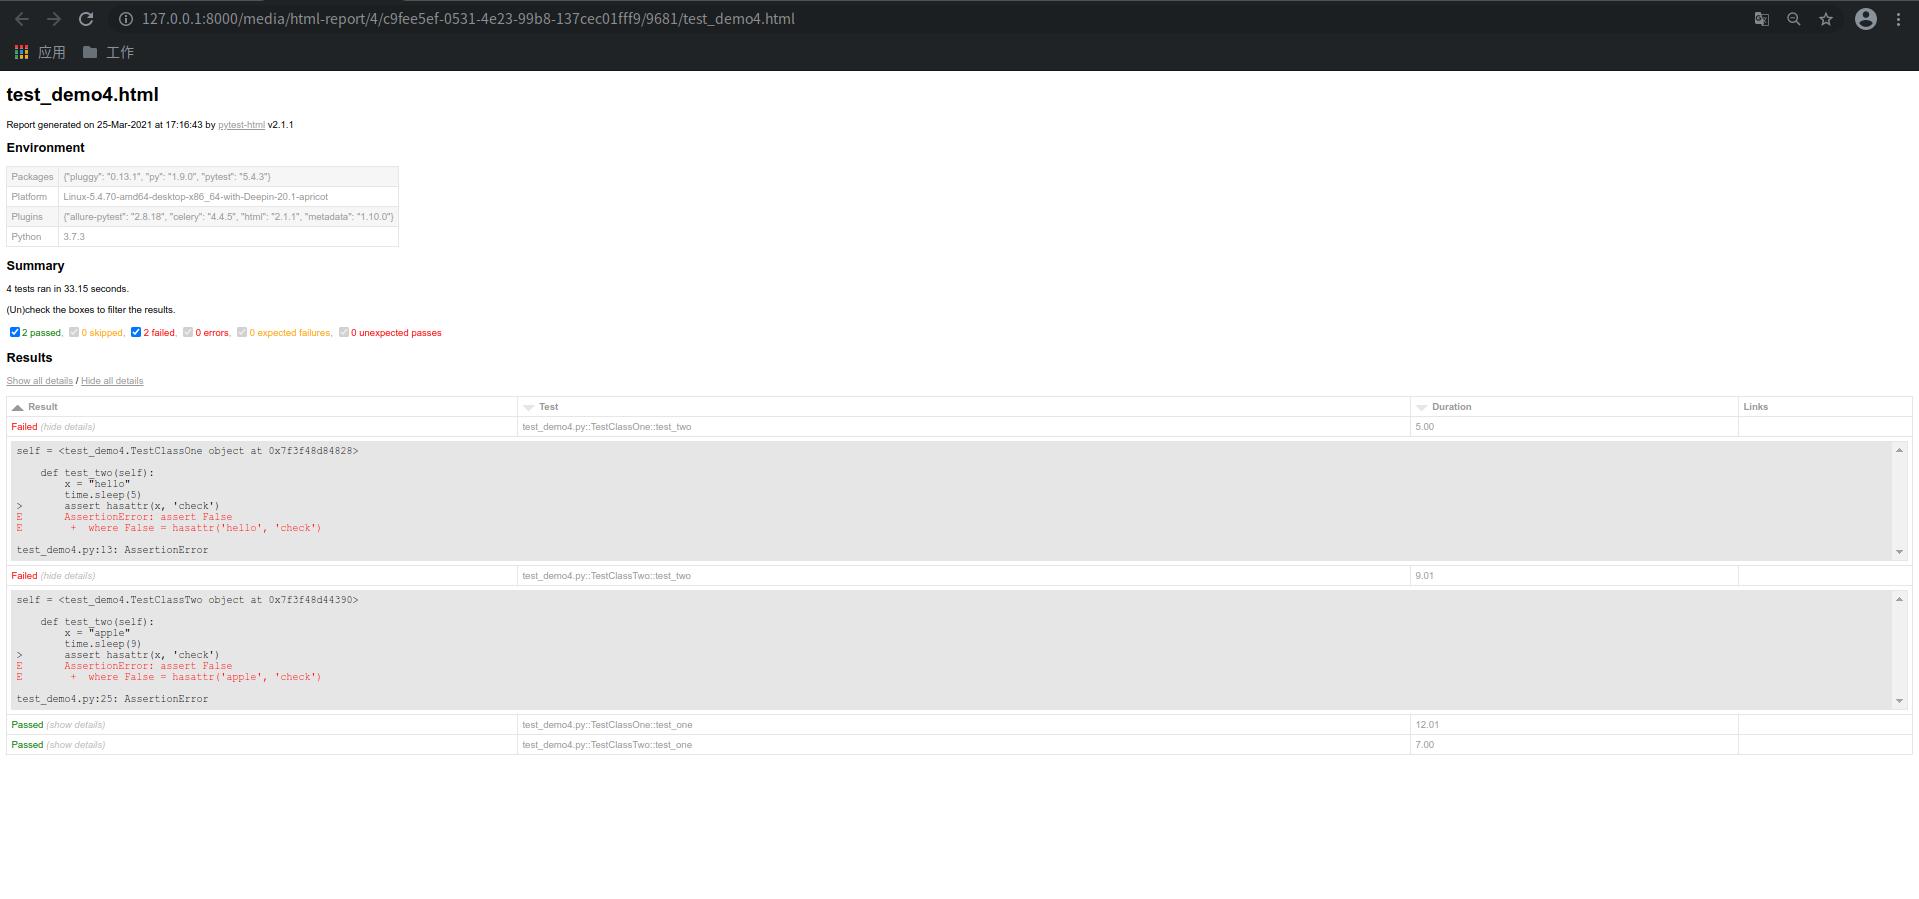 127.0.0.1:8000/media/html-report/4/c9fee5ef-0531-4e23-99b8-137cec01fff9/9681/test_demo4.html
应用 工作
test_demo4.html
Report generated on 25-Mar-2021 at 17:16:43 by pytest-html v2.1.1
Environment
Packages {"pluggy": "0.13.1", "py": "1.9.0", "pytest": "5.4.3"}
Platform Linux-5.4.70-amd64-desktop-x86_64-with-Deepin-20.1-apricot
Plugins {"allure-pytest": "2.8.18", "celery": "4.4.5", "html": "2.1.1", "metadata": "1.10.0"}
Python 3.7.3
Summary
4 tests ran in 33.15 seconds.
(Un)check the boxes to filter the results.
2 passed, 0 skipped, 2 failed, 0 errors, 0 expected failures, 0 unexpected passes
Results
Show all details / Hide all details
Result Test Duration Links
Failed (hide details) test_demo4.py::TestClassOne::test_two 5.00
self = <test_demo4.TestClassOne object at 0x7f3f48d84828>
def test_two(self):
x = "hello"
time.sleep(5)
> assert hasattr(x, 'check')
E AssertionError: assert False
E + where False = hasattr('hello', 'check')
test_demo4.py:13: AssertionError
Failed (hide details) test_demo4.py::TestClassTwo::test_two 9.01
self = <test_demo4.TestClassTwo object at 0x7f3f48d44390>
def test_two(self):
x = "apple"
time.sleep(9)
> assert hasattr(x, 'check')
E AssertionError: assert False
E + where False = hasattr('apple', 'check')
test_demo4.py:25: AssertionError
Passed (show details) test_demo4.py::TestClassOne::test_one 12.01
Passed (show details) test_demo4.py::TestClassTwo::test_one 7.00